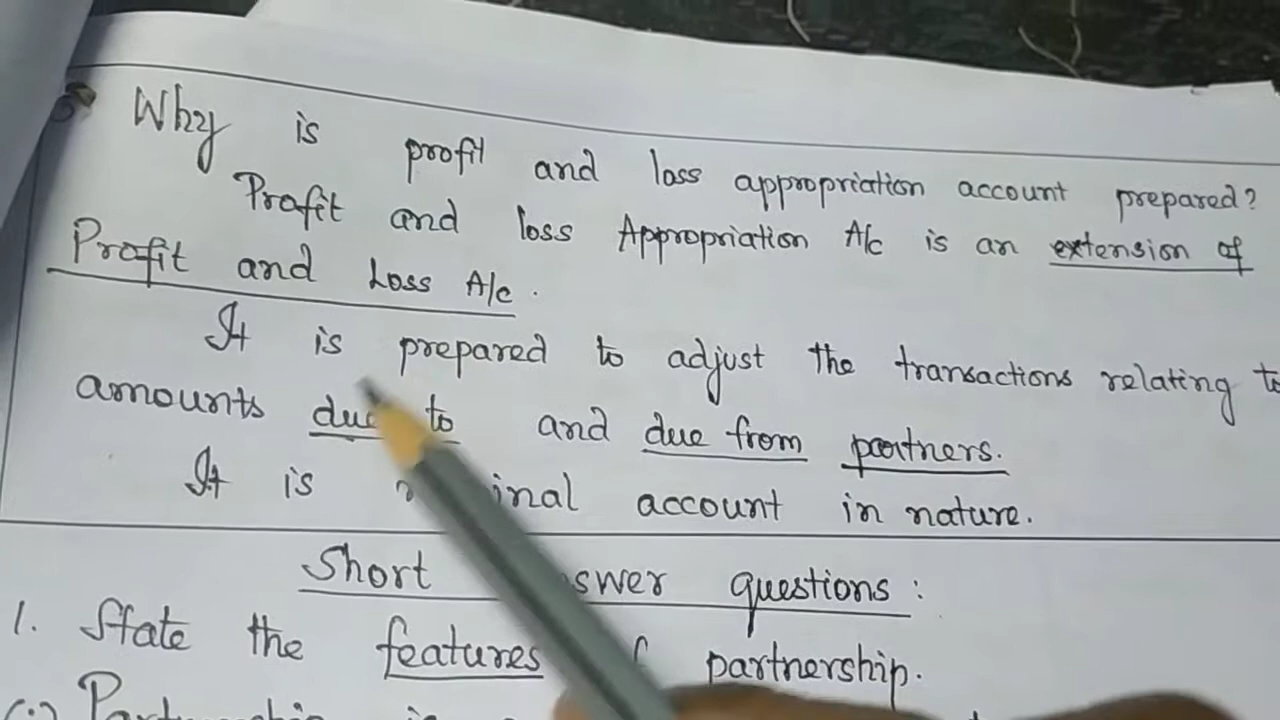 Why is profit and loss appropriation account prepared?
Profit and loss Appropriation A/c is an extension of
Profit and Loss A/c.
It is prepared to adjust the transactions relating to
amounts due to and due from partners.
It is account in nature.
Short questions:
1. State the features partnership.
(i)